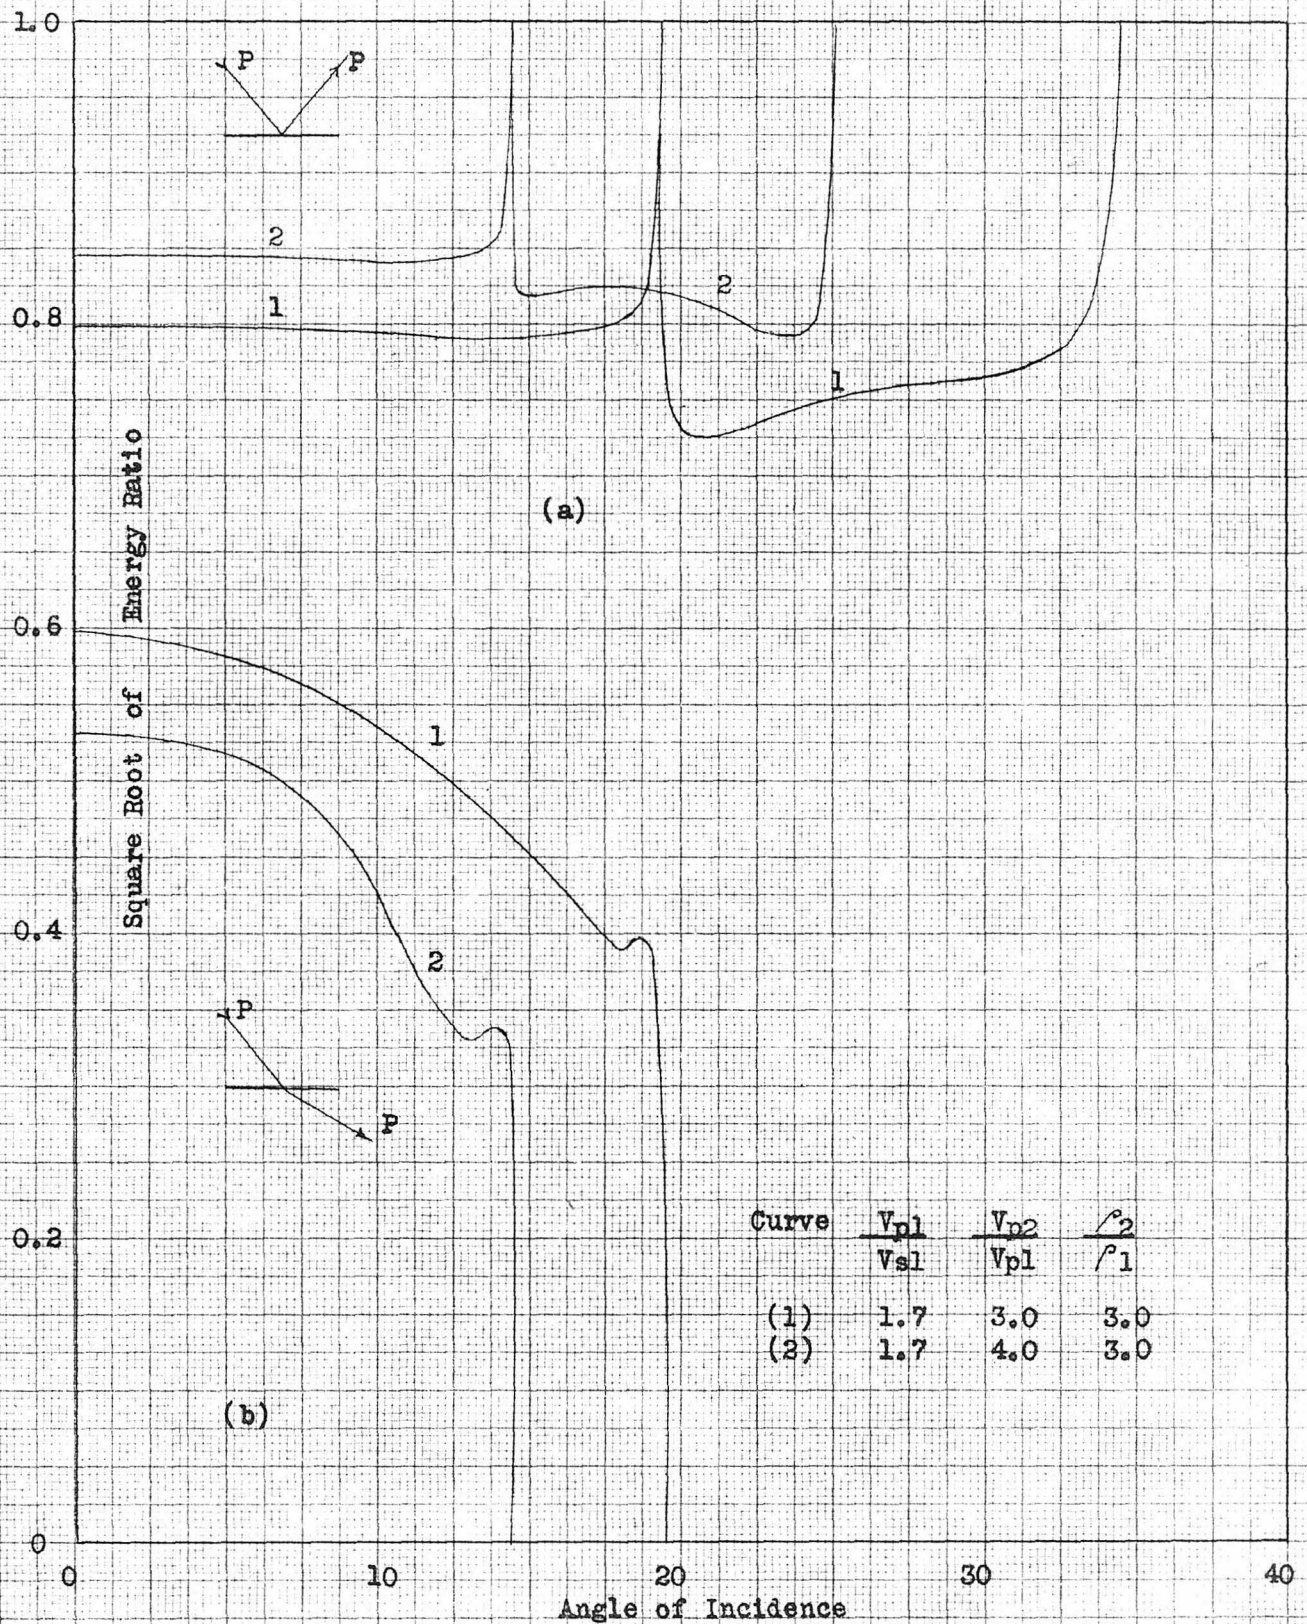 1.0
P P
2
2
1
0.8
1
(a)
Square Root of Energy Ratio
0.6
1
0.4
2
P
P
Curve Vp1 Vp2 ρ2
0.2
Vs1 Vp1 ρ1
(1) 1.7 3.0 3.0
(2) 1.7 4.0 3.0
(b)
0
0 10 20 30 40
Angle of Incidence